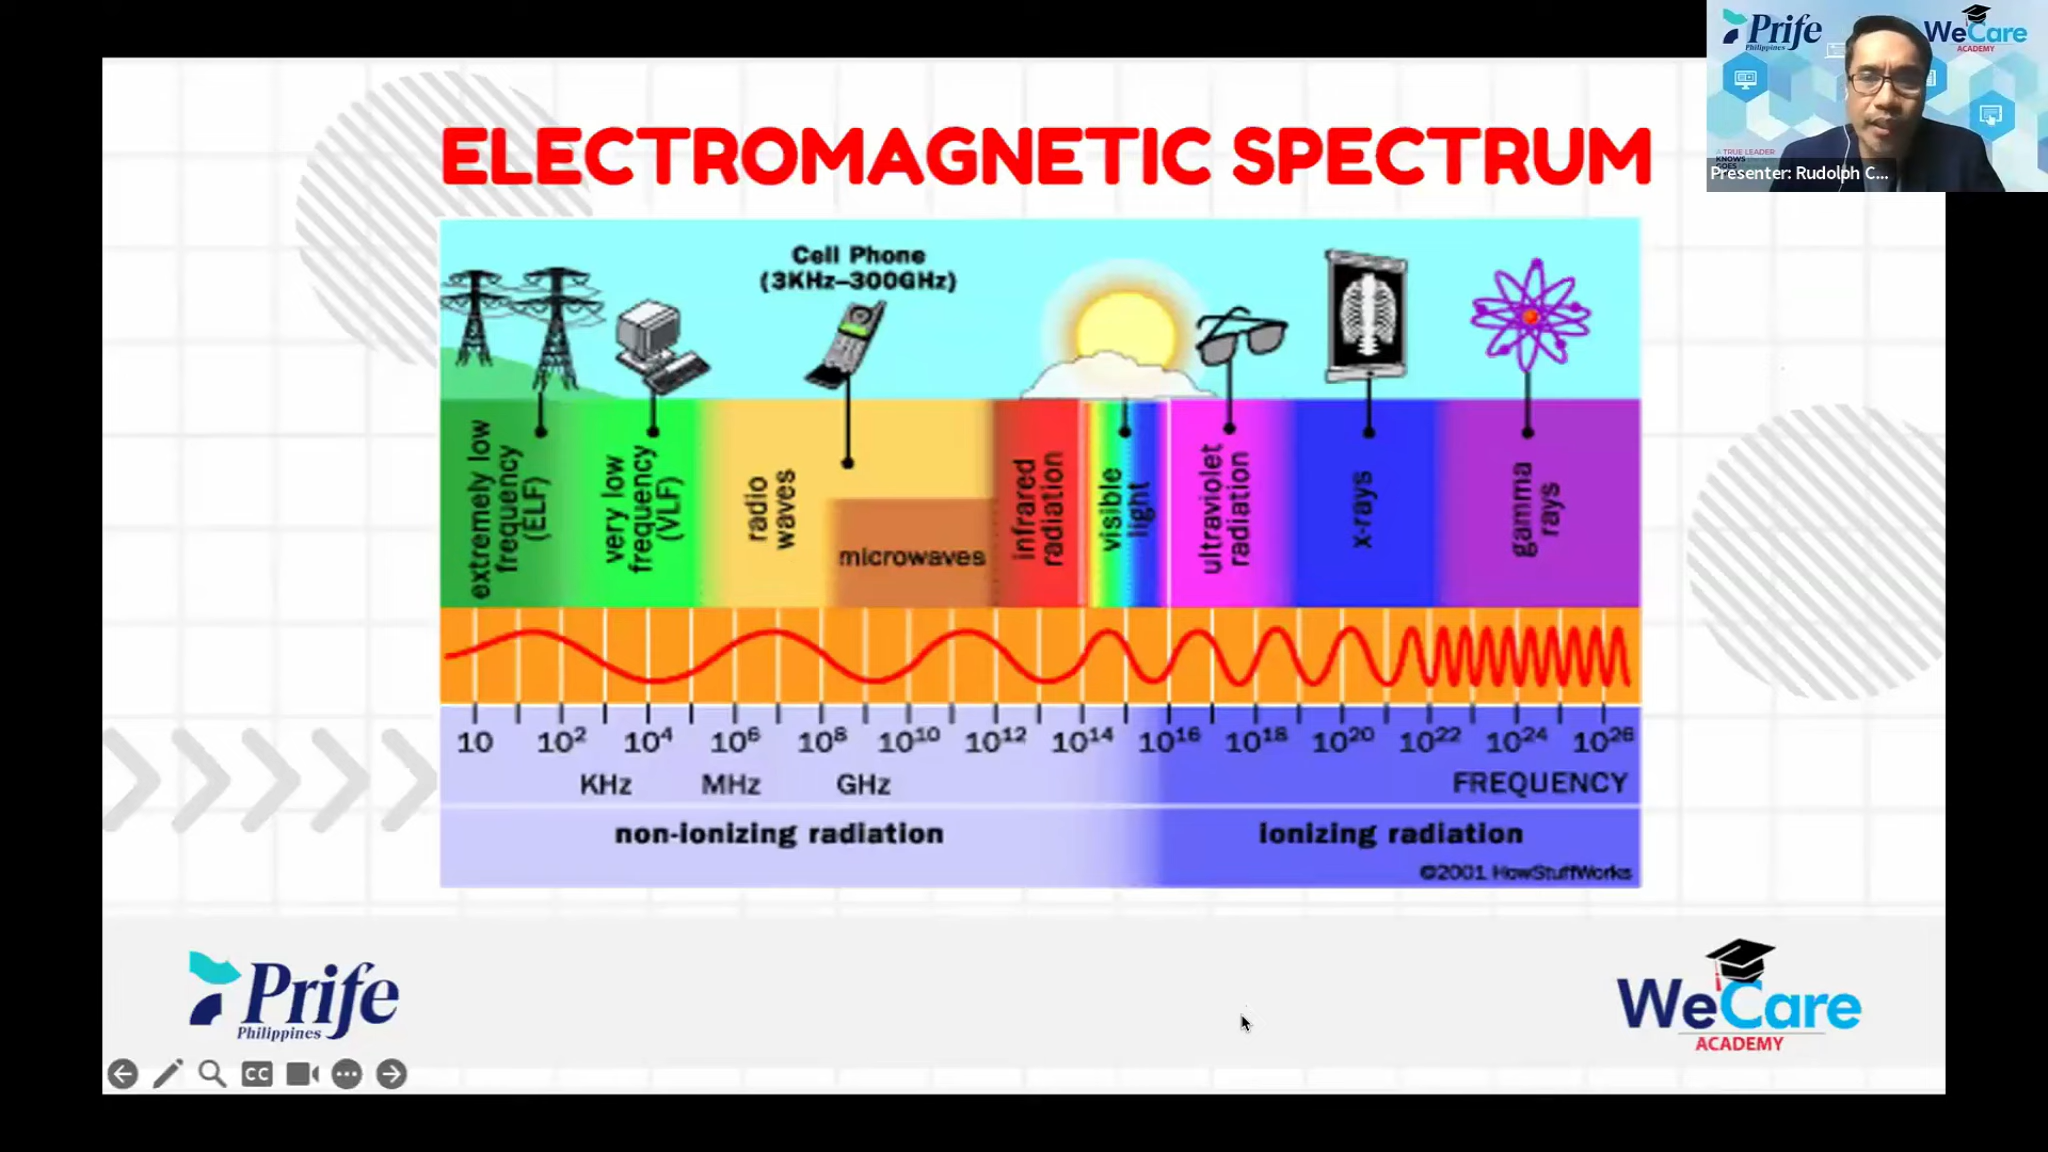 Prife
Philippines
WeCare
ACADEMY
A TRUE LEADER
KNOWS
GOES
Presenter: Rudolph C...
ELECTROMAGNETIC SPECTRUM
Cell Phone
(3KHz–300GHz)
extremely low
frequency
(ELF)
very low
frequency
(VLF)
radio
waves
microwaves
infrared
radiation
visible
light
ultraviolet
radiation
x-rays
gamma
rays
10 10² 10⁴ 10⁶ 10⁸ 10¹⁰ 10¹² 10¹⁴ 10¹⁶ 10¹⁸ 10²⁰ 10²² 10²⁴ 10²⁶
KHz MHz GHz FREQUENCY
non-ionizing radiation ionizing radiation
©2001 HowStuffWorks
Prife
Philippines
WeCare
ACADEMY
CC